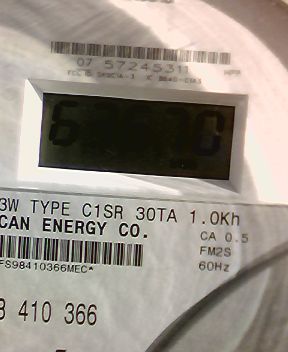 07 57245311
3W TYPE C1SR 30TA 1.0Kh
CAN ENERGY CO.
CA 0.5
FM2S
60Hz
FS98410366MEC*
410 366